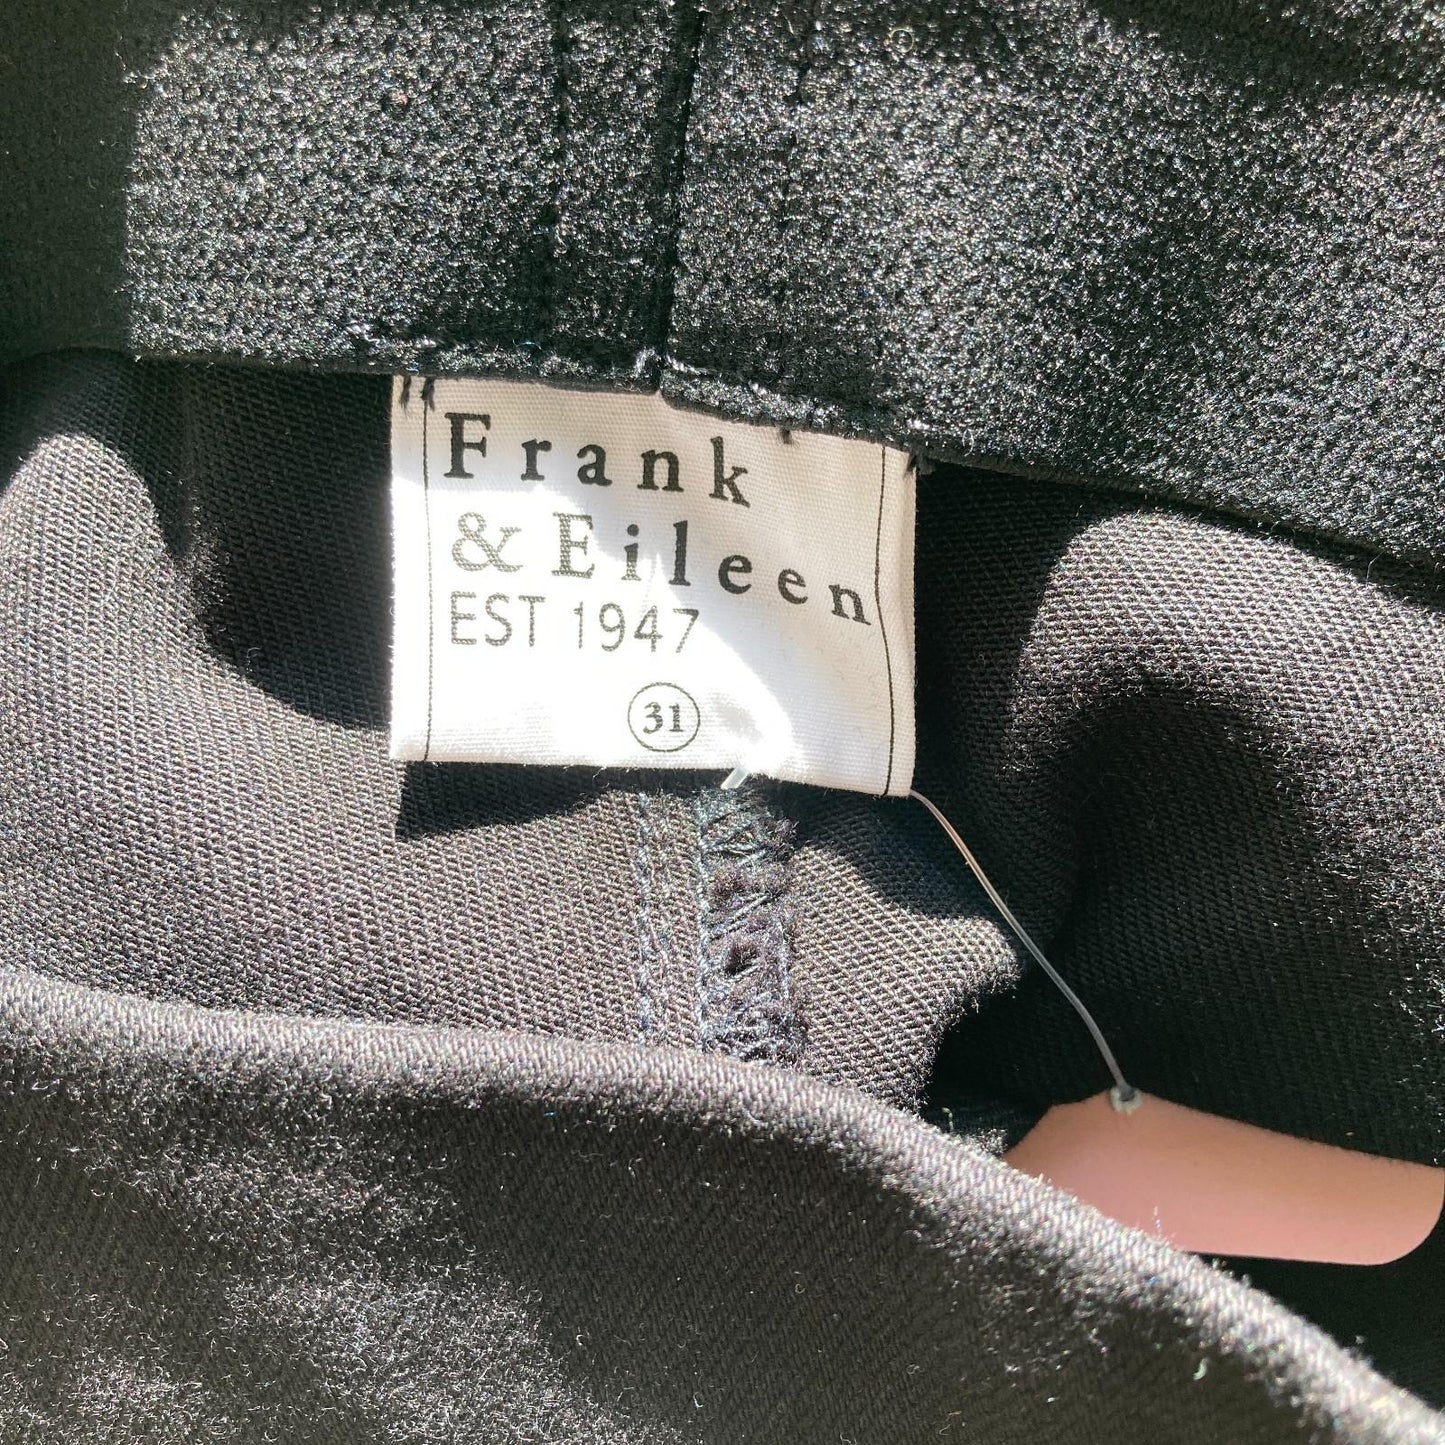 Frank
& Eileen
EST 1947
31